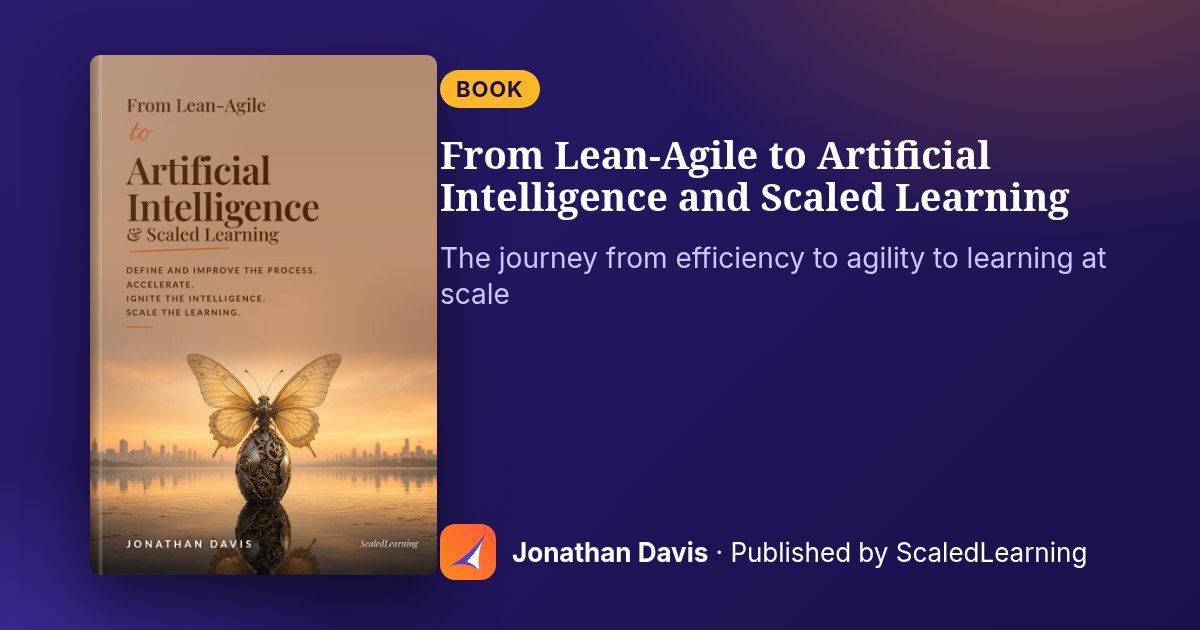 From Lean-Agile
to
Artificial
Intelligence
& Scaled Learning
DEFINE AND IMPROVE THE PROCESS.
ACCELERATE.
IGNITE THE INTELLIGENCE.
SCALE THE LEARNING.
JONATHAN DAVIS
ScaledLearning
BOOK
From Lean-Agile to Artificial
Intelligence and Scaled Learning
The journey from efficiency to agility to learning at
scale
Jonathan Davis · Published by ScaledLearning